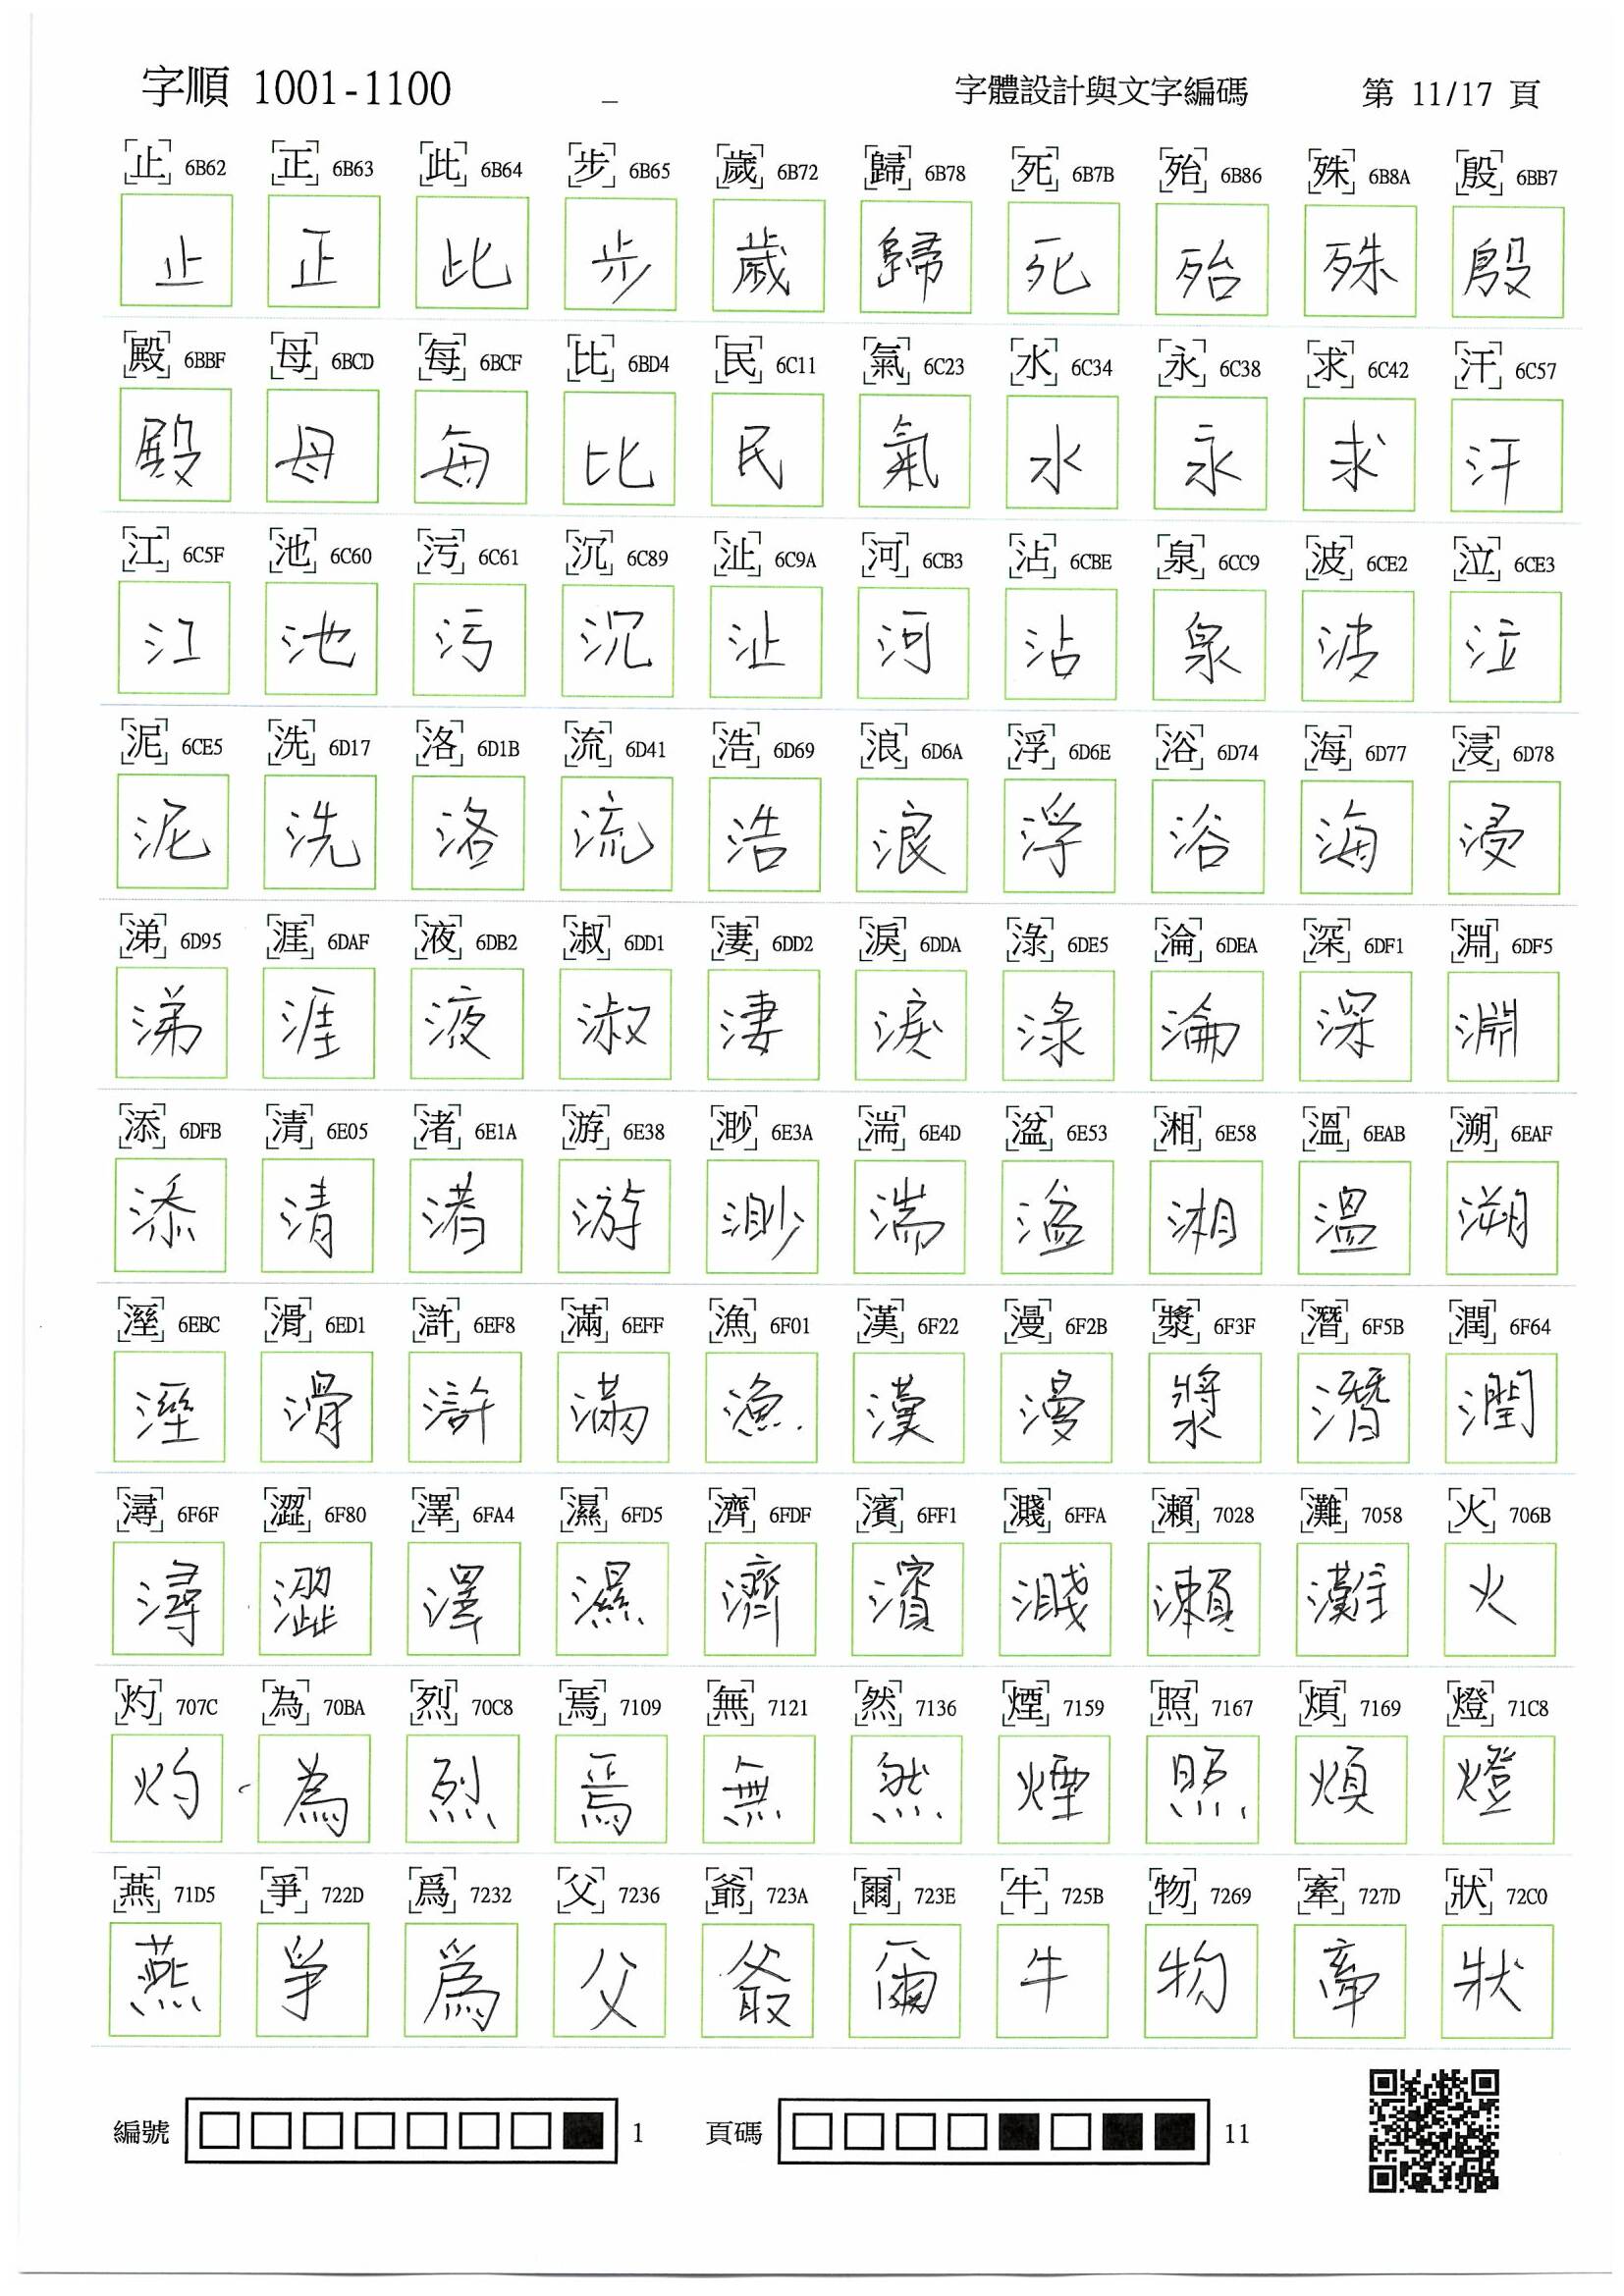 字順 1001-1100 _ 字體設計與文字編碼 第 11/17 頁
止 6B62 正 6B63 此 6B64 步 6B65 歲 6B72 歸 6B78 死 6B7B 殆 6B86 殊 6B8A 殷 6BB7
止 正 此 步 歲 歸 死 殆 殊 殷
殿 6BBF 母 6BCD 每 6BCF 比 6BD4 民 6C11 氣 6C23 水 6C34 永 6C38 求 6C42 汗 6C57
殿 母 每 比 民 氣 水 永 求 汗
江 6C5F 池 6C60 污 6C61 沉 6C89 沚 6C9A 河 6CB3 沾 6CBE 泉 6CC9 波 6CE2 泣 6CE3
江 池 污 沉 沚 河 沾 泉 波 泣
泥 6CE5 洗 6D17 洛 6D1B 流 6D41 浩 6D69 浪 6D6A 浮 6D6E 浴 6D74 海 6D77 浸 6D78
泥 洗 洛 流 浩 浪 浮 浴 海 浸
涕 6D95 涯 6DAF 液 6DB2 淑 6DD1 淒 6DD2 淚 6DDA 淥 6DE5 淪 6DEA 深 6DF1 淵 6DF5
涕 涯 液 淑 淒 淚 淥 淪 深 淵
添 6DFB 清 6E05 渚 6E1A 游 6E38 渺 6E3A 湍 6E4D 湓 6E53 湘 6E58 溫 6EAB 溯 6EAF
添 清 渚 游 渺 湍 湓 湘 溫 溯
溼 6EBC 滑 6ED1 滸 6EF8 滿 6EFF 漁 6F01 漢 6F22 漫 6F2B 漿 6F3F 潛 6F5B 潤 6F64
溼 滑 滸 滿 漁 漢 漫 漿 潛 潤
潯 6F6F 澀 6F80 澤 6FA4 濕 6FD5 濟 6FDF 濱 6FF1 濺 6FFA 瀨 7028 灘 7058 火 706B
潯 澀 澤 濕 濟 濱 濺 瀨 灘 火
灼 707C 為 70BA 烈 70C8 焉 7109 無 7121 然 7136 煙 7159 照 7167 煩 7169 燈 71C8
灼 為 烈 焉 無 然 煙 照 煩 燈
燕 71D5 爭 722D 爲 7232 父 7236 爺 723A 爾 723E 牛 725B 物 7269 牽 727D 狀 72C0
燕 爭 爲 父 爺 爾 牛 物 牽 狀
編號 1 頁碼 11